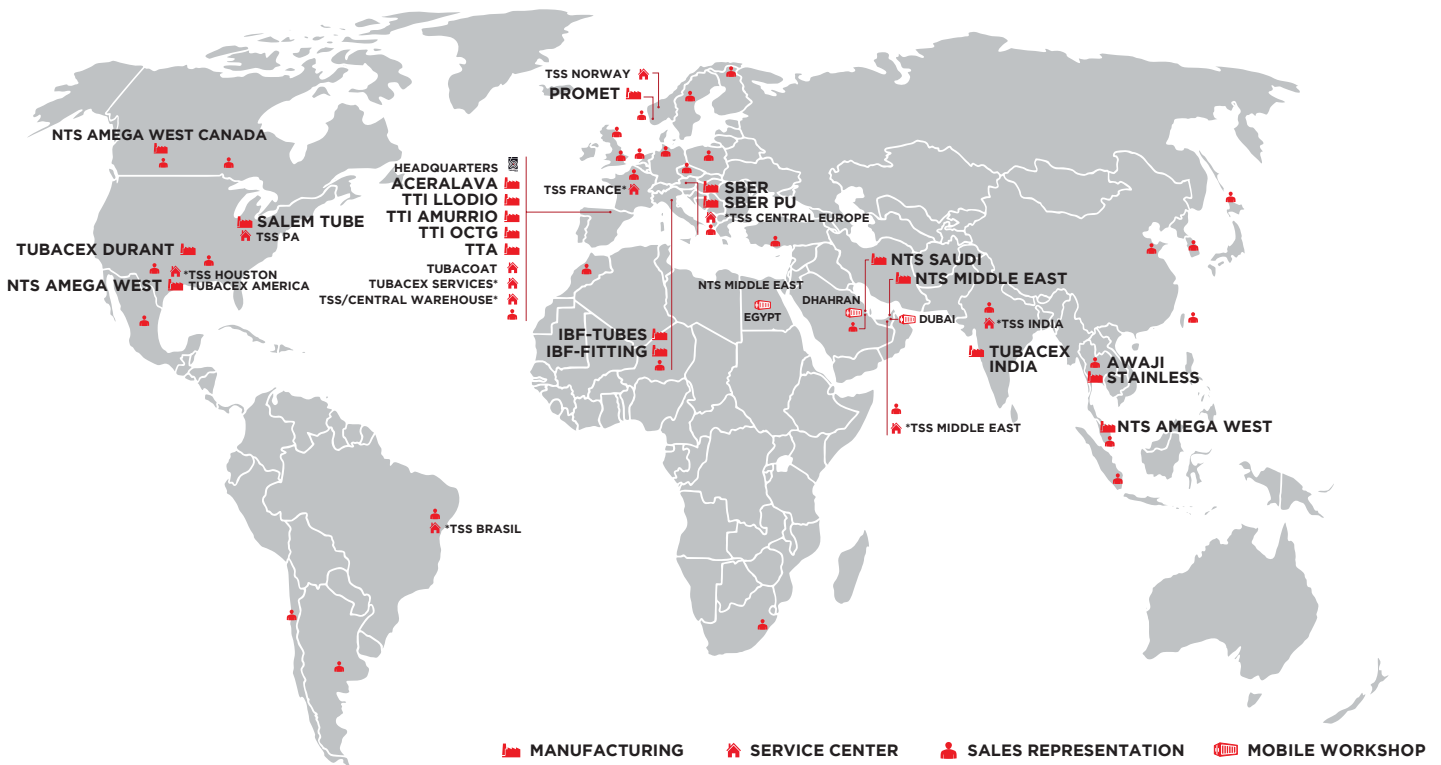 TSS NORWAY
PROMET
NTS AMEGA WEST CANADA
HEADQUARTERS
ACERALAVA
TTI LLODIO
TTI AMURRIO
TTI OCTG
TTA
TUBACOAT
TUBACEX SERVICES*
TSS/CENTRAL WAREHOUSE*
TSS FRANCE*
SBER
SBER PU
*TSS CENTRAL EUROPE
SALEM TUBE
TSS PA
TUBACEX DURANT
*TSS HOUSTON
NTS AMEGA WEST
TUBACEX AMERICA
NTS SAUDI
NTS MIDDLE EAST
NTS MIDDLE EAST
EGYPT
DHAHRAN
DUBAI
*TSS INDIA
IBF-TUBES
IBF-FITTING
TUBACEX
INDIA
AWAJI
STAINLESS
*TSS MIDDLE EAST
NTS AMEGA WEST
*TSS BRASIL
MANUFACTURING
SERVICE CENTER
SALES REPRESENTATION
MOBILE WORKSHOP